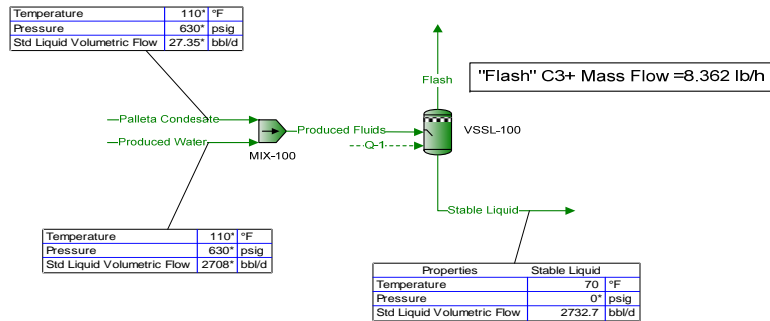 Temperature 110* °F
Pressure 630* psig
Std Liquid Volumetric Flow 27.35* bbl/d
Flash
"Flash" C3+ Mass Flow =8.362 lb/h
Palleta Condesate
Produced Water
MIX-100
Produced Fluids
Q-1
VSSL-100
Stable Liquid
Temperature 110* °F
Pressure 630* psig
Std Liquid Volumetric Flow 2708* bbl/d
Properties Stable Liquid
Temperature 70 °F
Pressure 0* psig
Std Liquid Volumetric Flow 2732.7 bbl/d